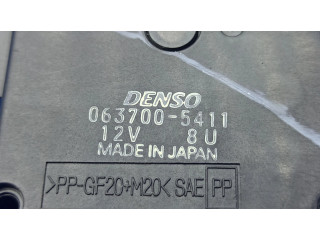 DENSO
063700-5411
12V 8U
MADE IN JAPAN
>PP-GF20+M20< SAE PP